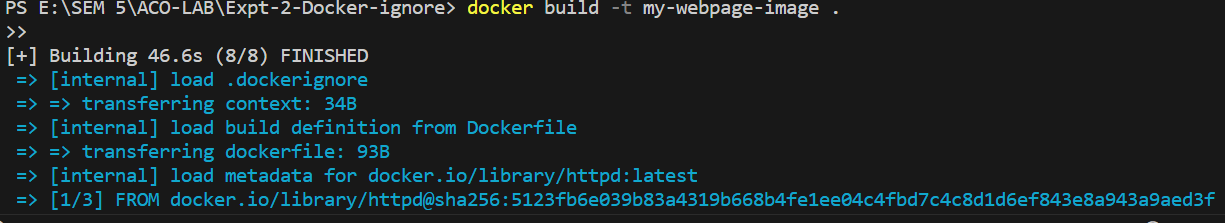 PS E:\SEM 5\ACO-LAB\Expt-2-Docker-ignore> docker build -t my-webpage-image .
>>
[+] Building 46.6s (8/8) FINISHED
=> [internal] load .dockerignore
=> => transferring context: 34B
=> [internal] load build definition from Dockerfile
=> => transferring dockerfile: 93B
=> [internal] load metadata for docker.io/library/httpd:latest
=> [1/3] FROM docker.io/library/httpd@sha256:5123fb6e039b83a4319b668b4fe1ee04c4fbd7c4c8d1d6ef843e8a943a9aed3f